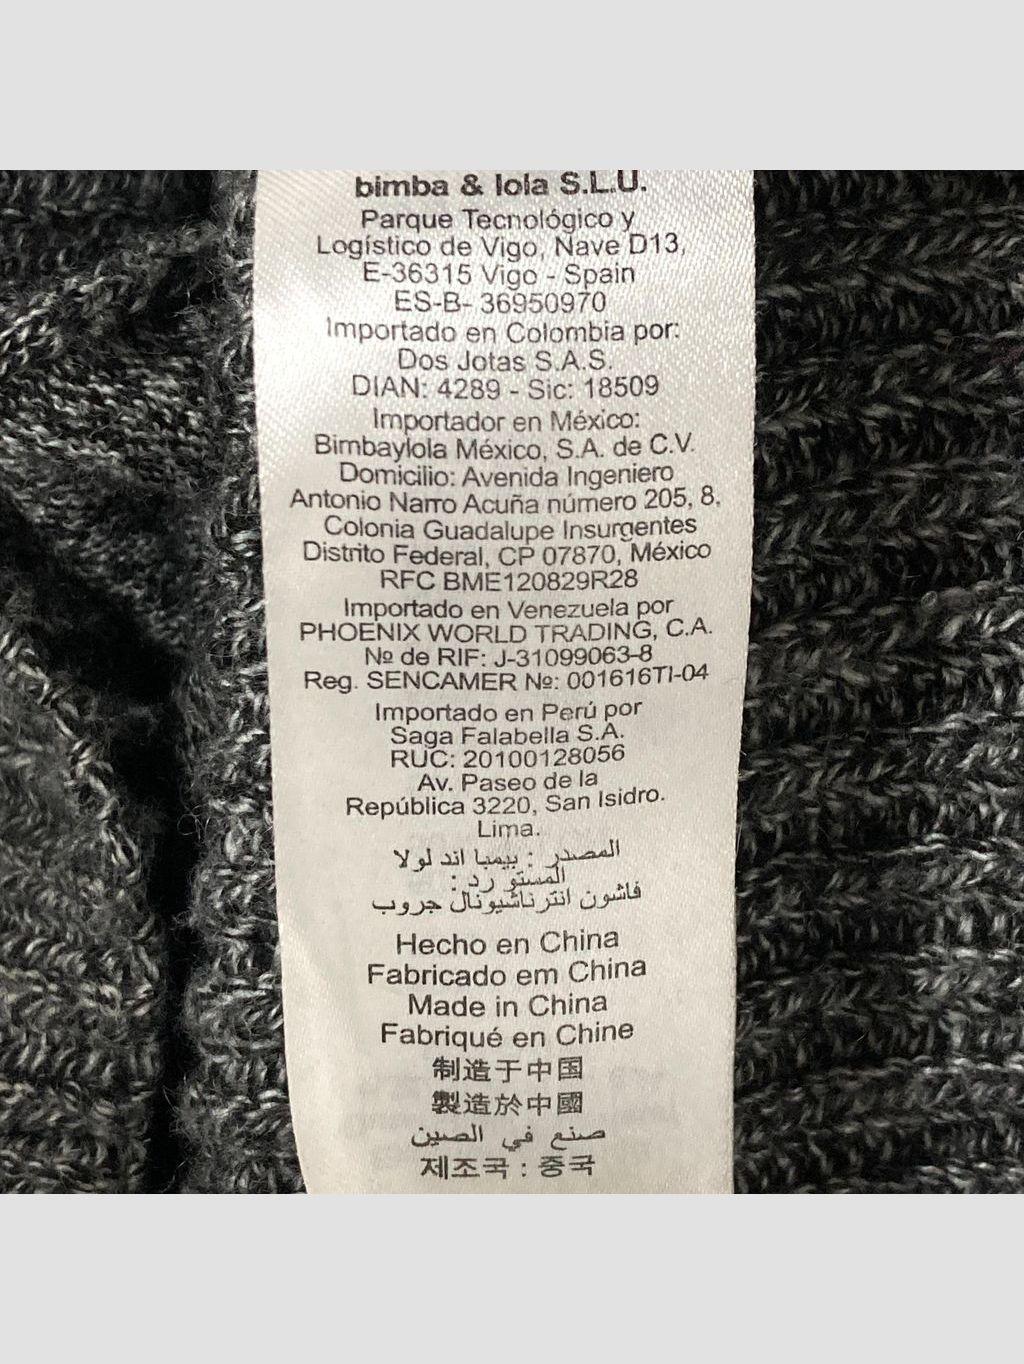 bimba & lola S.L.U.
Parque Tecnológico y
Logístico de Vigo, Nave D13,
E-36315 Vigo - Spain
ES-B- 36950970
Importado en Colombia por:
Dos Jotas S.A.S.
DIAN: 4289 - Sic: 18509
Importador en México:
Bimbaylola México, S.A. de C.V.
Domicilio: Avenida Ingeniero
Antonio Narro Acuña número 205, 8,
Colonia Guadalupe Insurgentes
Distrito Federal, CP 07870, México
RFC BME120829R28
Importado en Venezuela por
PHOENIX WORLD TRADING, C.A.
Nº de RIF: J-31099063-8
Reg. SENCAMER Nº: 001616TI-04
Importado en Perú por
Saga Falabella S.A.
RUC: 20100128056
Av. Paseo de la
República 3220, San Isidro.
Lima.
المصدر : بيمبا اند لولا
المستو رد :
فاشون انترناشيونال جروب
Hecho en China
Fabricado em China
Made in China
Fabriqué en Chine
制造于中国
製造於中國
صنع في الصين
제조국 : 중국